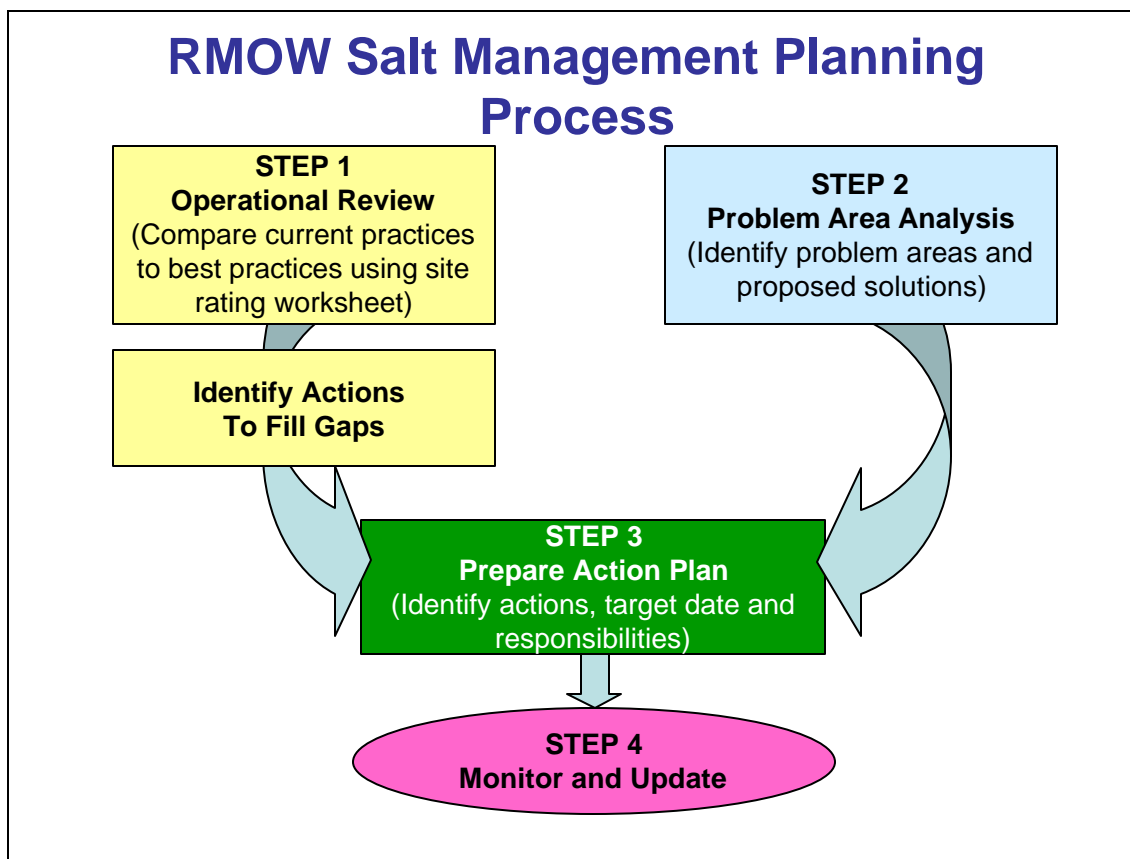 RMOW Salt Management Planning
Process
STEP 1
Operational Review
(Compare current practices
to best practices using site
rating worksheet)
STEP 2
Problem Area Analysis
(Identify problem areas and
proposed solutions)
Identify Actions
To Fill Gaps
STEP 3
Prepare Action Plan
(Identify actions, target date and
responsibilities)
STEP 4
Monitor and Update